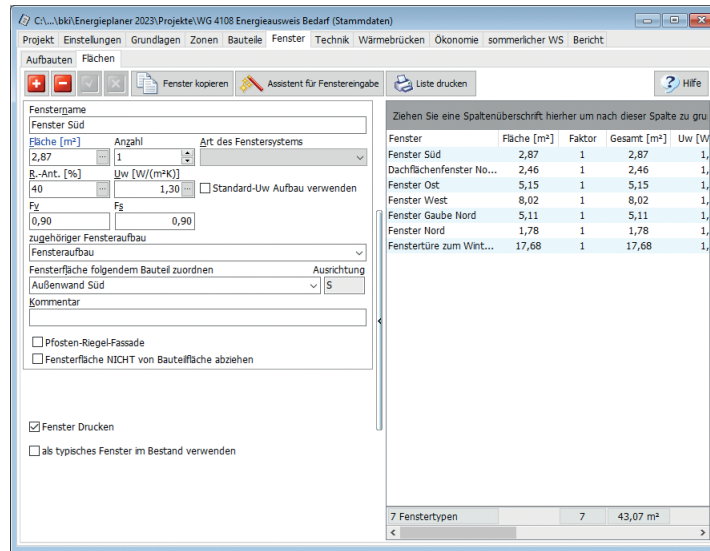 C:\...\bki\Energieplaner 2023\Projekte\WG 4108 Energieausweis Bedarf (Stammdaten)
Projekt Einstellungen Grundlagen Zonen Bauteile Fenster Technik Wärmebrücken Ökonomie sommerlicher WS Bericht
Aufbauten Flächen
Fenster kopieren Assistent für Fenstereingabe Liste drucken Hilfe
Fenstername
Fenster Süd
Fläche [m²] Anzahl Art des Fenstersystems
2,87 ... 1
R.-Ant. [%] Uw [W/(m²K)]
40 ... 1,30 ... Standard-Uw Aufbau verwenden
Fv Fs
0,90 0,90
zugehöriger Fensteraufbau
Fensteraufbau
Fensterfläche folgendem Bauteil zuordnen Ausrichtung
Außenwand Süd S
Kommentar
Pfosten-Riegel-Fassade
Fensterfläche NICHT von Bauteilfläche abziehen
Fenster Drucken
als typisches Fenster im Bestand verwenden
Ziehen Sie eine Spaltenüberschrift hierher um nach dieser Spalte zu gru
Fenster Fläche [m²] Faktor Gesamt [m²] Uw [W
Fenster Süd 2,87 1 2,87 1,
Dachflächenfenster No... 2,46 1 2,46 1,
Fenster Ost 5,15 1 5,15 1,
Fenster West 8,02 1 8,02 1,
Fenster Gaube Nord 5,11 1 5,11 1,
Fenster Nord 1,78 1 1,78 1,
Fenstertüre zum Wint... 17,68 1 17,68 1,
7 Fenstertypen 7 43,07 m²